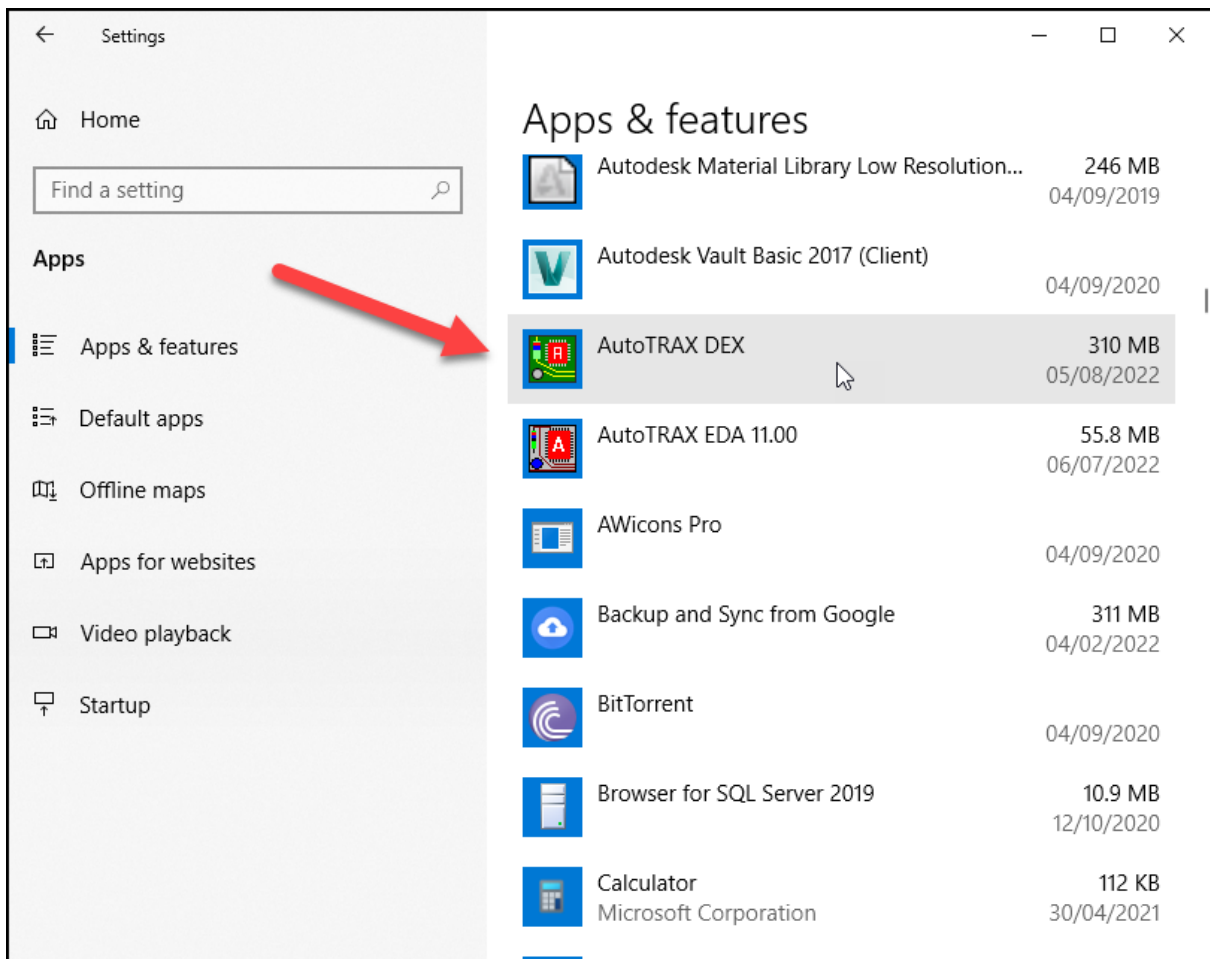 Settings
Home
Find a setting
Apps
Apps & features
Default apps
Offline maps
Apps for websites
Video playback
Startup
Apps & features
Autodesk Material Library Low Resolution...
246 MB
04/09/2019
Autodesk Vault Basic 2017 (Client)
04/09/2020
AutoTRAX DEX
310 MB
05/08/2022
AutoTRAX EDA 11.00
55.8 MB
06/07/2022
AWicons Pro
04/09/2020
Backup and Sync from Google
311 MB
04/02/2022
BitTorrent
04/09/2020
Browser for SQL Server 2019
10.9 MB
12/10/2020
Calculator
112 KB
Microsoft Corporation
30/04/2021